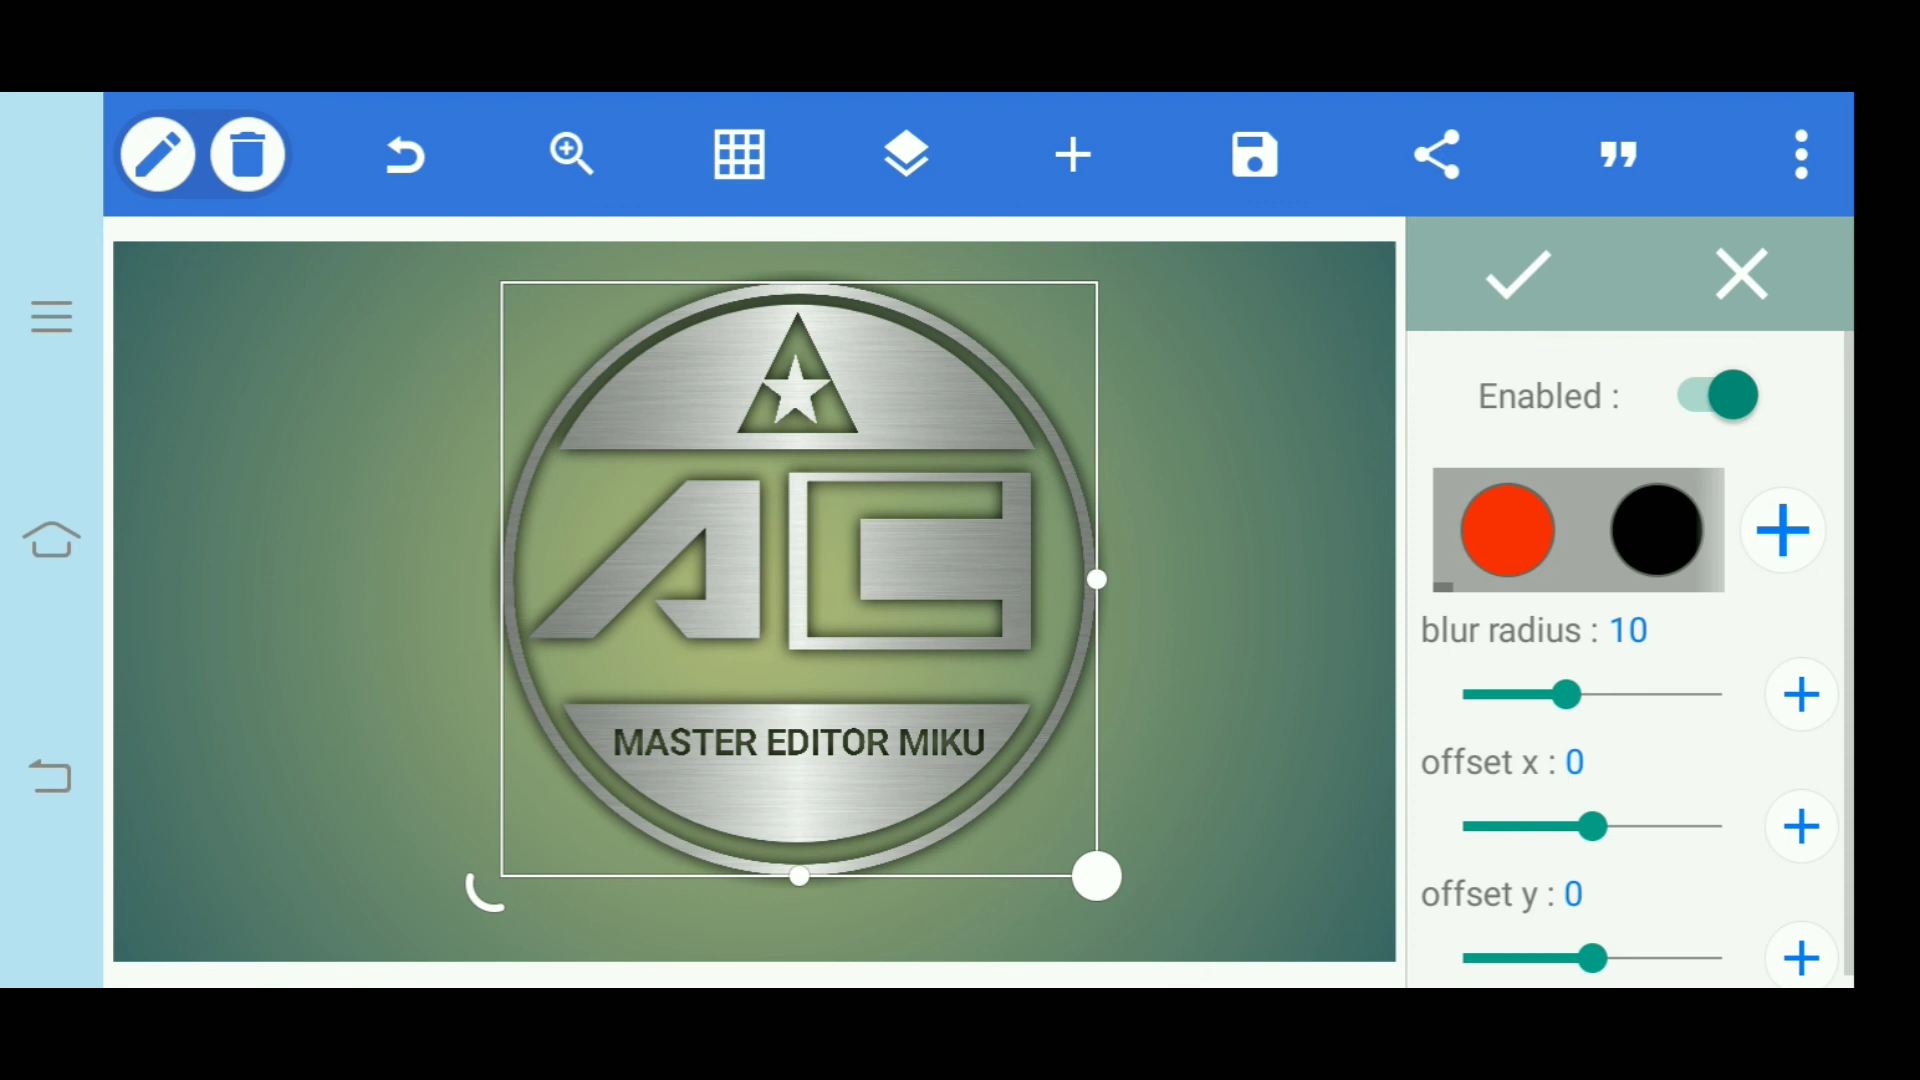 Enabled :
AC
MASTER EDITOR MIKU
blur radius : 10
offset x : 0
offset y : 0